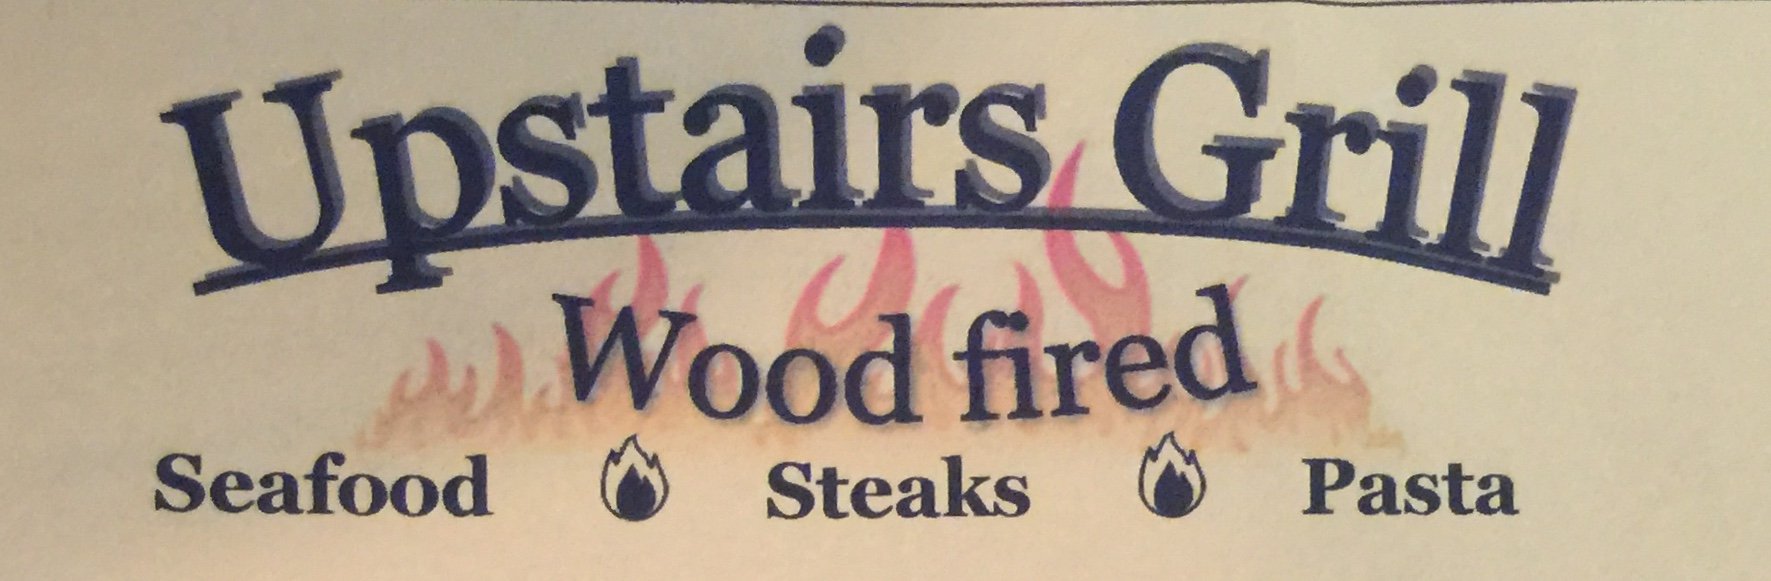 Upstairs Grill
Wood fired
Seafood Steaks Pasta